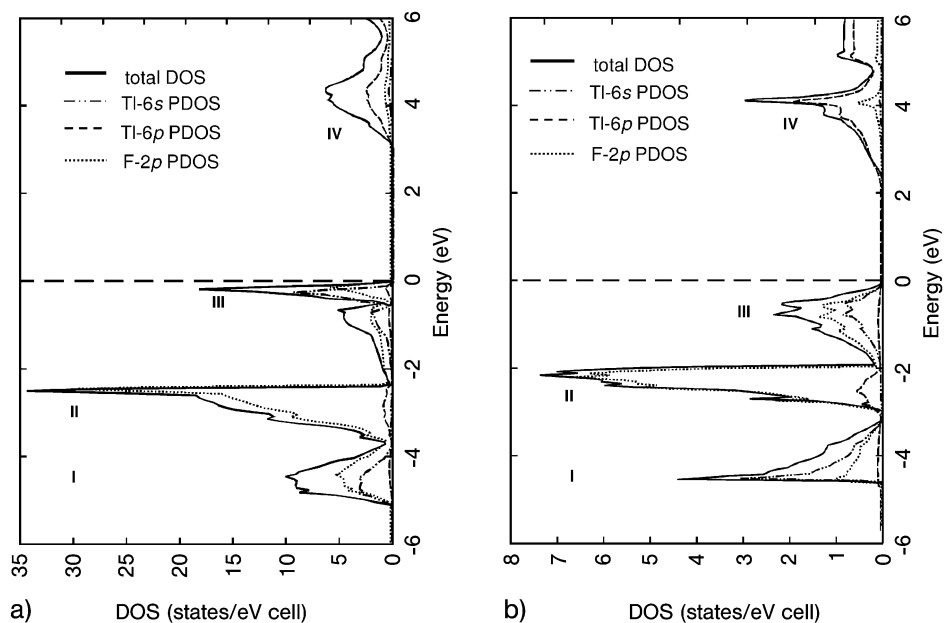 total DOS
Tl-6s PDOS
Tl-6p PDOS
F-2p PDOS
IV
III
II
I
6
4
2
0
-2
-4
-6
Energy (eV)
35
30
25
20
15
10
5
0
DOS (states/eV cell)
a)
total DOS
Tl-6s PDOS
Tl-6p PDOS
F-2p PDOS
IV
III
II
I
6
4
2
0
-2
-4
-6
Energy (eV)
8
7
6
5
4
3
2
1
0
DOS (states/eV cell)
b)